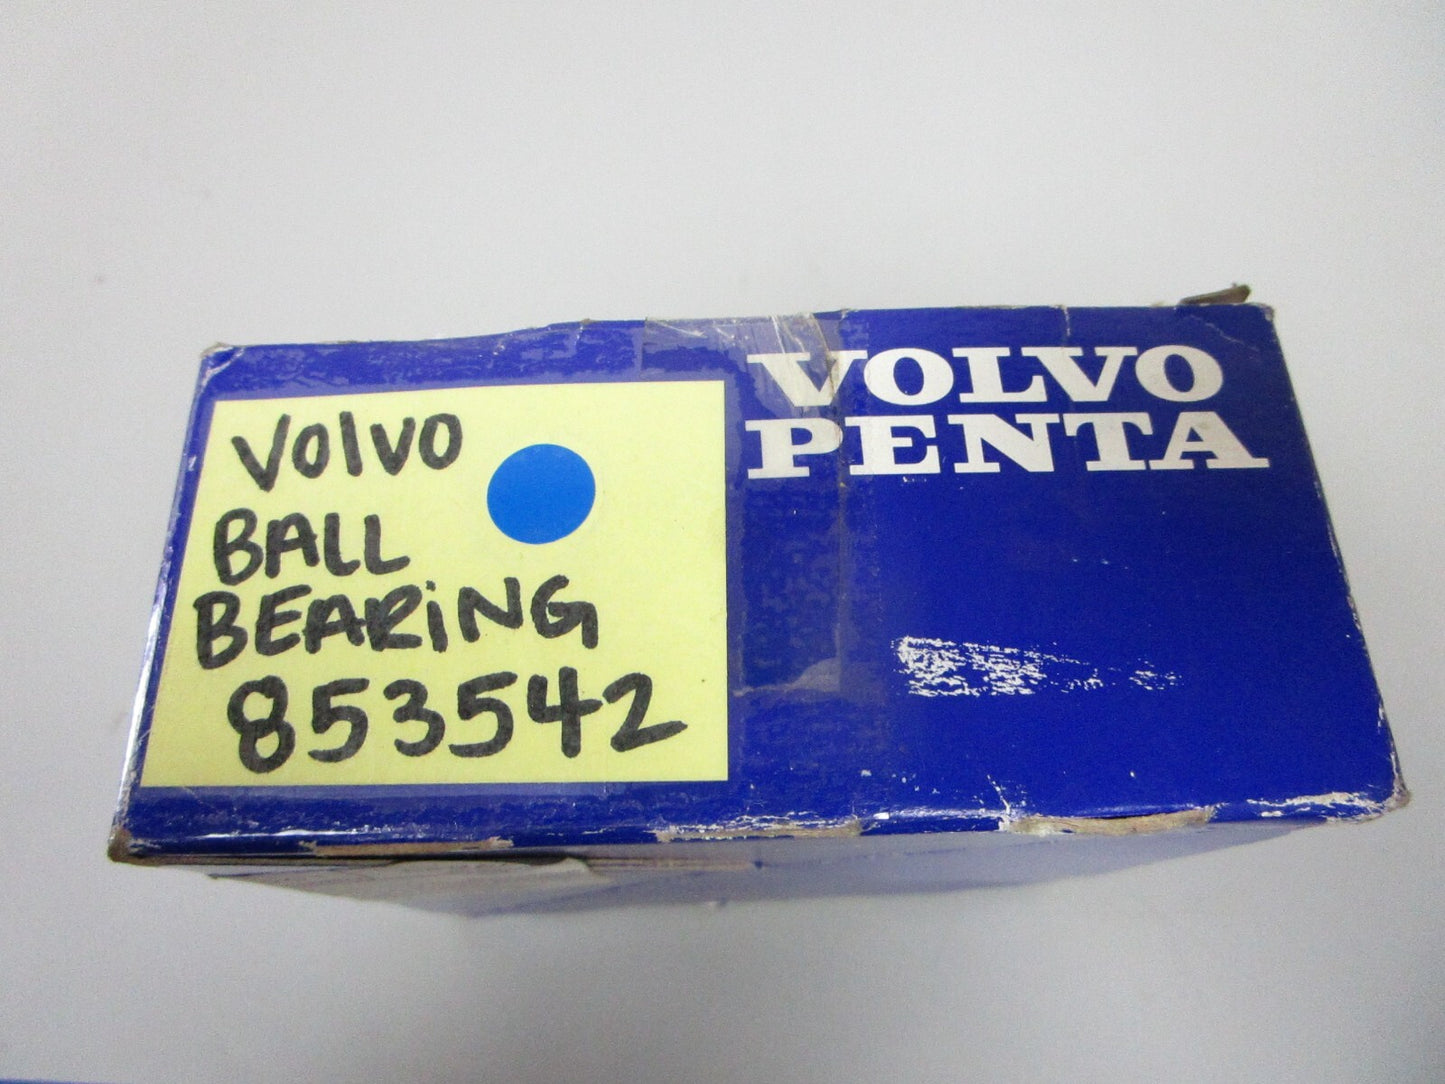 VOLVO
BALL
BEARiNG
853542
VOLVO
PENTA